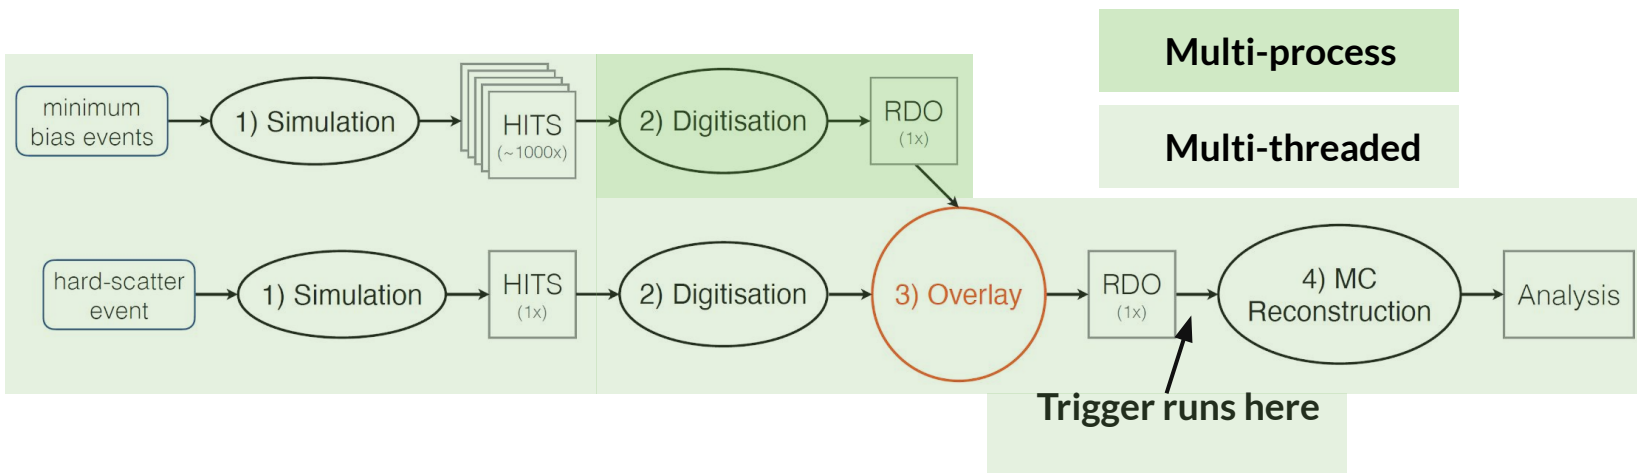 Multi-process
Multi-threaded
minimum
bias events
1) Simulation
HITS
(~1000x)
2) Digitisation
RDO
(1x)
hard-scatter
event
1) Simulation
HITS
(1x)
2) Digitisation
3) Overlay
RDO
(1x)
4) MC
Reconstruction
Analysis
Trigger runs here